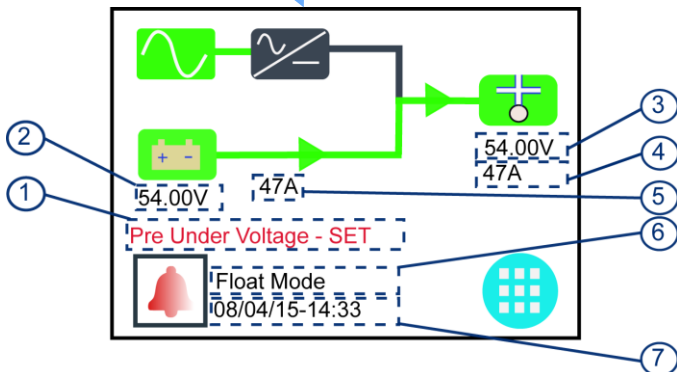 3
54.00V
2
+ -
4
47A
54.00V
47A
5
1
Pre Under Voltage - SET
6
Float Mode
08/04/15-14:33
7